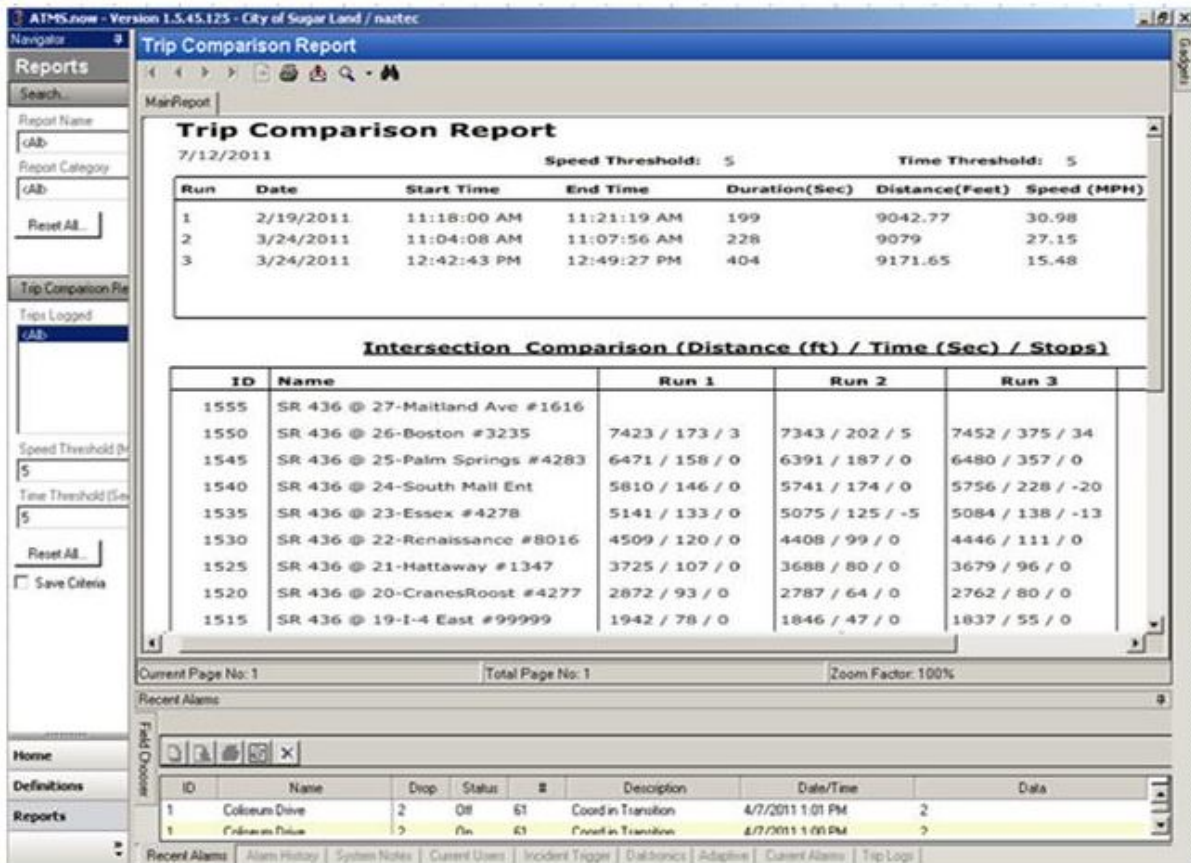 ATMS.now - Version 1.5.45.125 - City of Sugar Land / naztec
Navigator
Reports
Search...
Report Name
<All>
Report Category
<All>
Reset All...
Trip Comparison Re
Trips Logged
<All>
Speed Threshold (M
5
Time Threshold (Sec
5
Reset All...
Save Criteria
Home
Definitions
Reports
Gadgets
Trip Comparison Report
MainReport
Trip Comparison Report
7/12/2011 Speed Threshold: 5 Time Threshold: 5
Run Date Start Time End Time Duration(Sec) Distance(Feet) Speed (MPH)
1 2/19/2011 11:18:00 AM 11:21:19 AM 199 9042.77 30.98
2 3/24/2011 11:04:08 AM 11:07:56 AM 228 9079 27.15
3 3/24/2011 12:42:43 PM 12:49:27 PM 404 9171.65 15.48
Intersection Comparison (Distance (ft) / Time (Sec) / Stops)
ID Name Run 1 Run 2 Run 3
1555 SR 436 @ 27-Maitland Ave #1616
1550 SR 436 @ 26-Boston #3235 7423 / 173 / 3 7343 / 202 / 5 7452 / 375 / 34
1545 SR 436 @ 25-Palm Springs #4283 6471 / 158 / 0 6391 / 187 / 0 6480 / 357 / 0
1540 SR 436 @ 24-South Mall Ent 5810 / 146 / 0 5741 / 174 / 0 5756 / 228 / -20
1535 SR 436 @ 23-Essex #4278 5141 / 133 / 0 5075 / 125 / -5 5084 / 138 / -13
1530 SR 436 @ 22-Renaissance #8016 4509 / 120 / 0 4408 / 99 / 0 4446 / 111 / 0
1525 SR 436 @ 21-Hattaway #1347 3725 / 107 / 0 3688 / 80 / 0 3679 / 96 / 0
1520 SR 436 @ 20-CranesRoost #4277 2872 / 93 / 0 2787 / 64 / 0 2762 / 80 / 0
1515 SR 436 @ 19-I-4 East #99999 1942 / 78 / 0 1846 / 47 / 0 1837 / 55 / 0
Current Page No: 1 Total Page No: 1 Zoom Factor: 100%
Recent Alarms
Field Chooser
ID Name Drop Status # Description Date/Time Data
1 Coliseum Drive 2 Off 61 Coord in Transition 4/7/2011 1:01 PM 2
1 Coliseum Drive 2 On 61 Coord in Transition 4/7/2011 1:00 PM 2
Recent Alarms Alarm History System Notes Current Users Incident Trigger Daktronics Adaptive Current Alarms Trip Logs